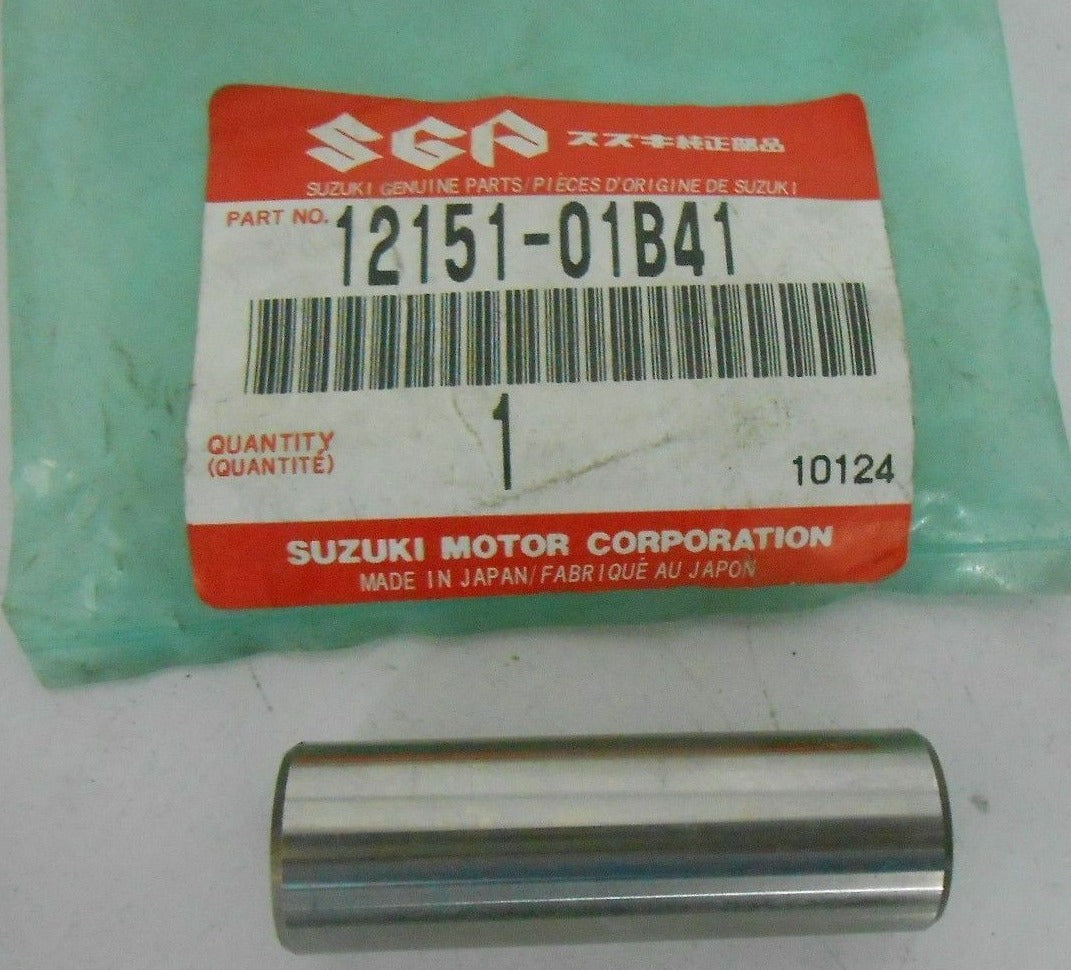 SGP スズキ純正部品
SUZUKI GENUINE PARTS/PIÈCES D'ORIGINE DE SUZUKI
PART NO. 12151-01B41
QUANTITY 1
(QUANTITÉ) 10124
SUZUKI MOTOR CORPORATION
MADE IN JAPAN/FABRIQUÉ AU JAPON